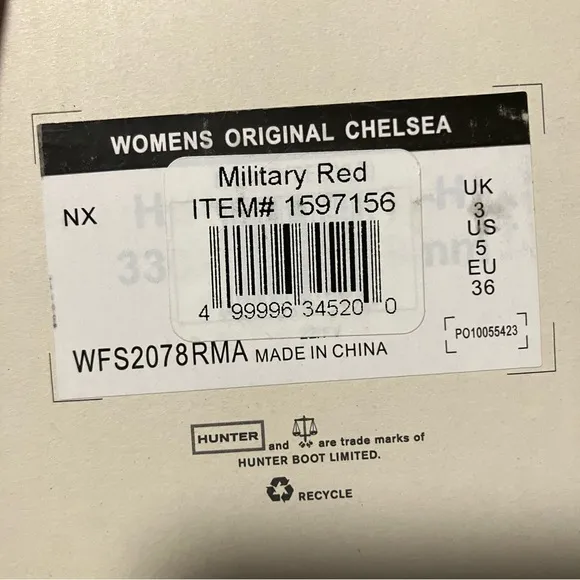 WOMENS ORIGINAL CHELSEA
Military Red
NX
ITEM# 1597156
4 99996 34520 0
UK
3
US
5
EU
36
WFS2078RMA MADE IN CHINA
PO10055423
HUNTER and are trade marks of
HUNTER BOOT LIMITED.
RECYCLE